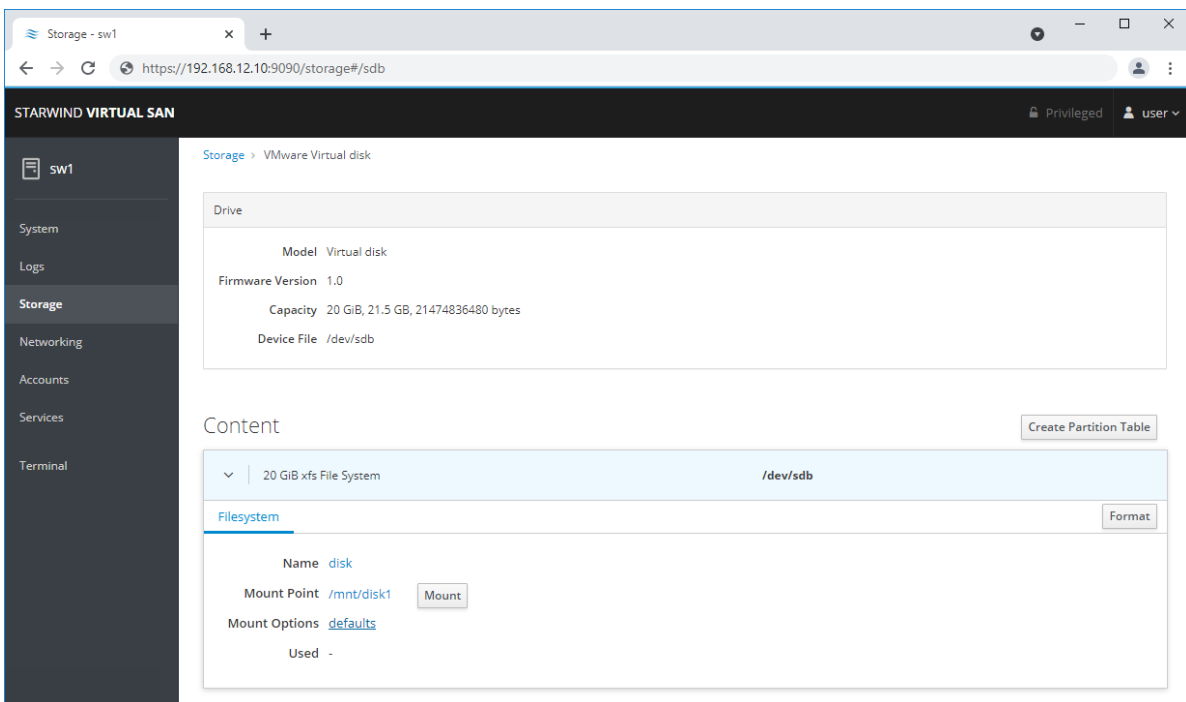 Storage - sw1
https://192.168.12.10:9090/storage#/sdb
STARWIND VIRTUAL SAN
Privileged
user
sw1
System
Logs
Storage
Networking
Accounts
Services
Terminal
Storage > VMware Virtual disk
Drive
Model Virtual disk
Firmware Version 1.0
Capacity 20 GiB, 21.5 GB, 21474836480 bytes
Device File /dev/sdb
Content
Create Partition Table
20 GiB xfs File System /dev/sdb
Filesystem
Format
Name disk
Mount Point /mnt/disk1 Mount
Mount Options defaults
Used -